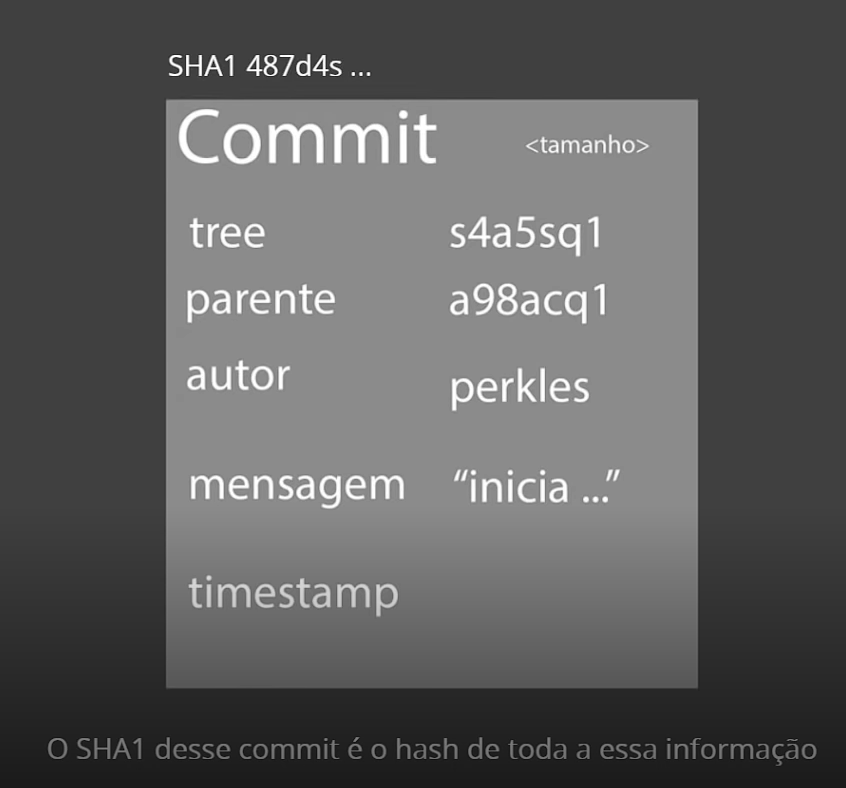 SHA1 487d4s ...
Commit <tamanho>
tree s4a5sq1
parente a98acq1
autor perkles
mensagem “inicia ...”
timestamp
O SHA1 desse commit é o hash de toda a essa informação